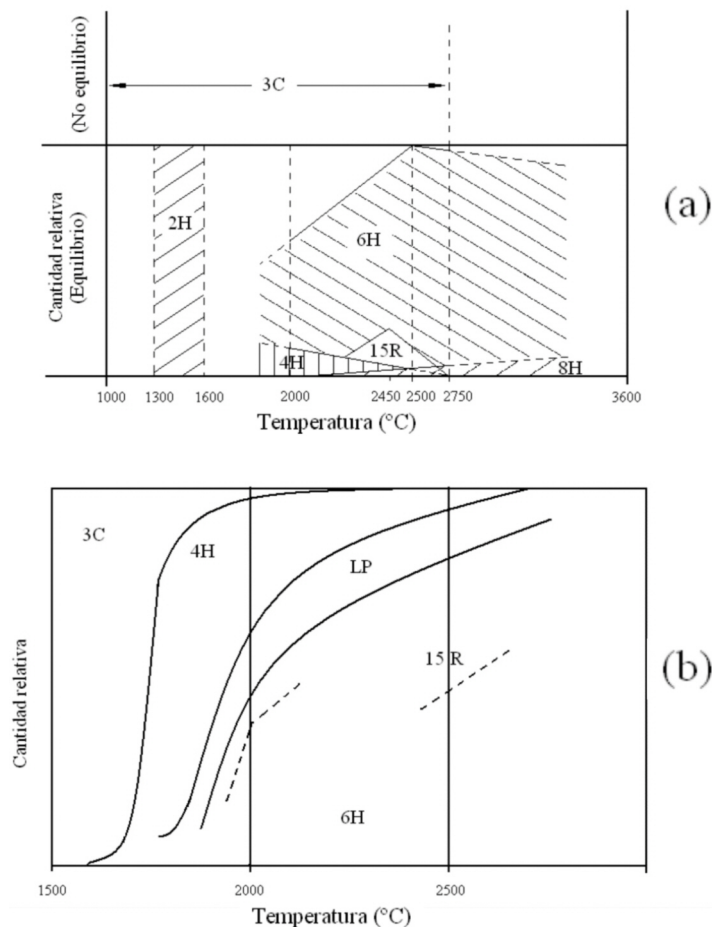 (No equilibrio)
3C
(a)
Cantidad relativa
(Equilibrio)
2H
6H
15R
4H
8H
1000 1300 1600 2000 2450 2500 2750 3600
Temperatura (°C)
(b)
3C
4H
LP
15 R
6H
Cantidad relativa
1500 2000 2500
Temperatura (°C)